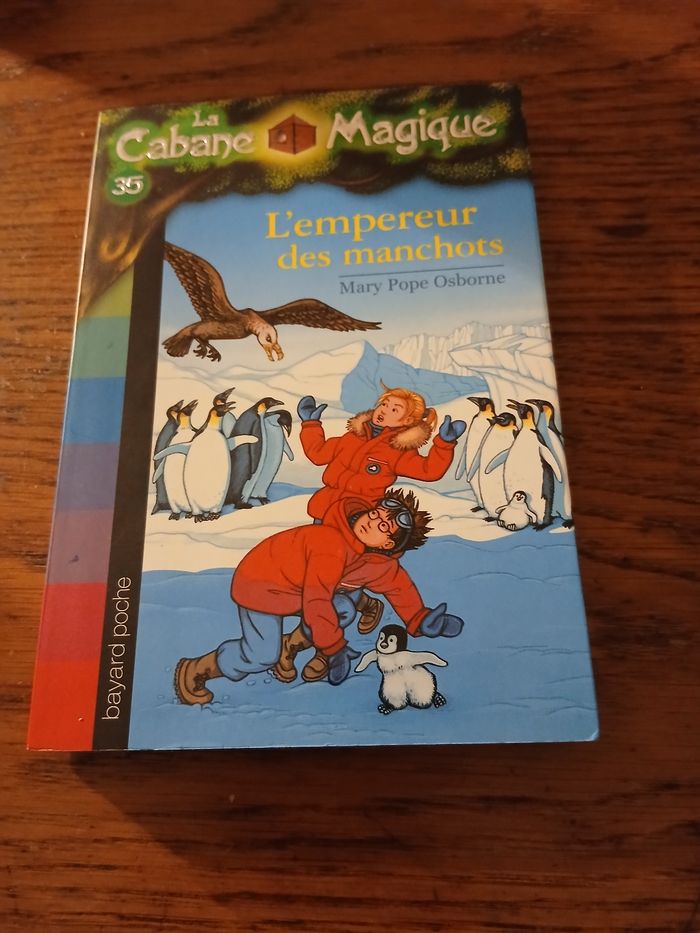 La
Cabane Magique
35
L'empereur
des manchots
Mary Pope Osborne
bayard poche